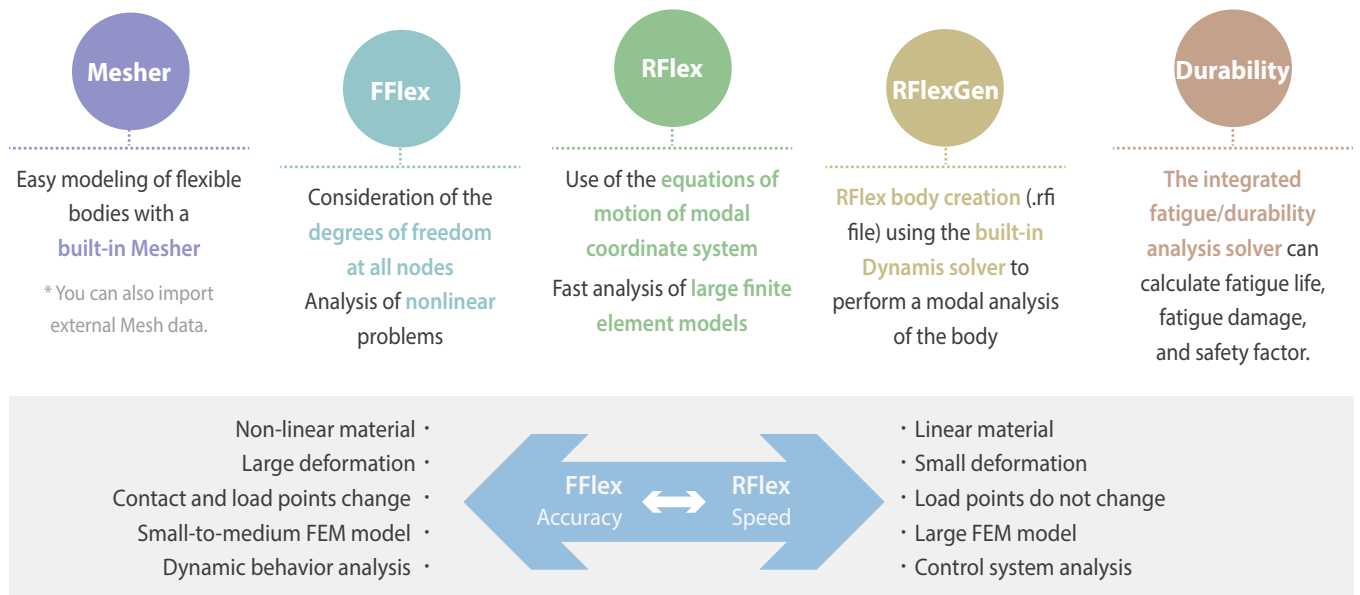 Mesher
Easy modeling of flexible
bodies with a
built-in Mesher
* You can also import
external Mesh data.
FFlex
Consideration of the
degrees of freedom
at all nodes
Analysis of nonlinear
problems
RFlex
Use of the equations of
motion of modal
coordinate system
Fast analysis of large finite
element models
RFlexGen
RFlex body creation (.rfi
file) using the built-in
Dynamis solver to
perform a modal analysis
of the body
Durability
The integrated
fatigue/durability
analysis solver can
calculate fatigue life,
fatigue damage,
and safety factor.
Non-linear material ·
Large deformation ·
Contact and load points change ·
Small-to-medium FEM model ·
Dynamic behavior analysis ·
FFlex
Accuracy
RFlex
Speed
· Linear material
· Small deformation
· Load points do not change
· Large FEM model
· Control system analysis